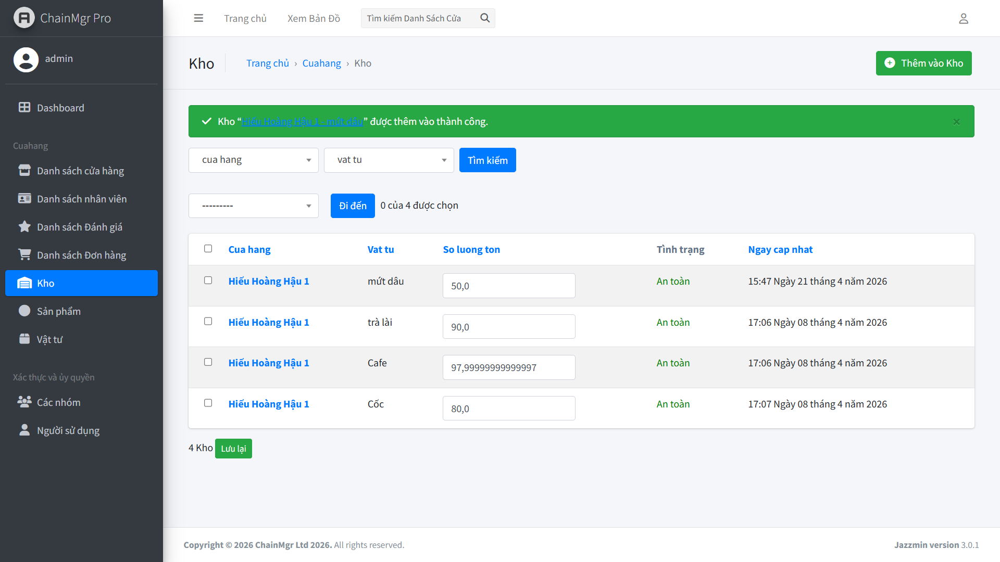 ChainMgr Pro
admin
Dashboard
Cuahang
Danh sách cửa hàng
Danh sách nhân viên
Danh sách Đánh giá
Danh sách Đơn hàng
Kho
Sản phẩm
Vật tư
Xác thực và ủy quyền
Các nhóm
Người sử dụng
Trang chủ Xem Bản Đồ Tìm kiếm Danh Sách Cửa
Kho Trang chủ › Cuahang › Kho Thêm vào Kho
Kho “Hiếu Hoàng Hậu 1 - mứt dâu” được thêm vào thành công. ×
cua hang vat tu Tìm kiếm
--------- Đi đến 0 của 4 được chọn
Cua hang Vat tu So luong ton Tình trạng Ngay cap nhat
Hiếu Hoàng Hậu 1 mứt dâu 50,0 An toàn 15:47 Ngày 21 tháng 4 năm 2026
Hiếu Hoàng Hậu 1 trà lài 90,0 An toàn 17:06 Ngày 08 tháng 4 năm 2026
Hiếu Hoàng Hậu 1 Cafe 97,99999999999997 An toàn 17:06 Ngày 08 tháng 4 năm 2026
Hiếu Hoàng Hậu 1 Cốc 80,0 An toàn 17:07 Ngày 08 tháng 4 năm 2026
4 Kho Lưu lại
Copyright © 2026 ChainMgr Ltd 2026. All rights reserved. Jazzmin version 3.0.1